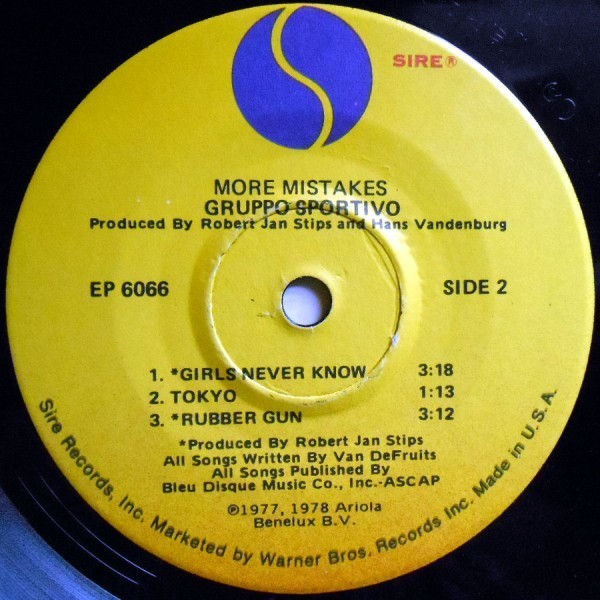 SIRE®
MORE MISTAKES
GRUPPO SPORTIVO
Produced By Robert Jan Stips and Hans Vandenburg
EP 6066
SIDE 2
1. *GIRLS NEVER KNOW 3:18
2. TOKYO 1:13
3. *RUBBER GUN 3:12
*Produced By Robert Jan Stips
All Songs Written By Van DeFruits
All Songs Published By
Bleu Disque Music Co., Inc.-ASCAP
℗1977, 1978 Ariola
Benelux B.V.
Sire Records, Inc. Marketed by Warner Bros. Records Inc. Made in U.S.A.